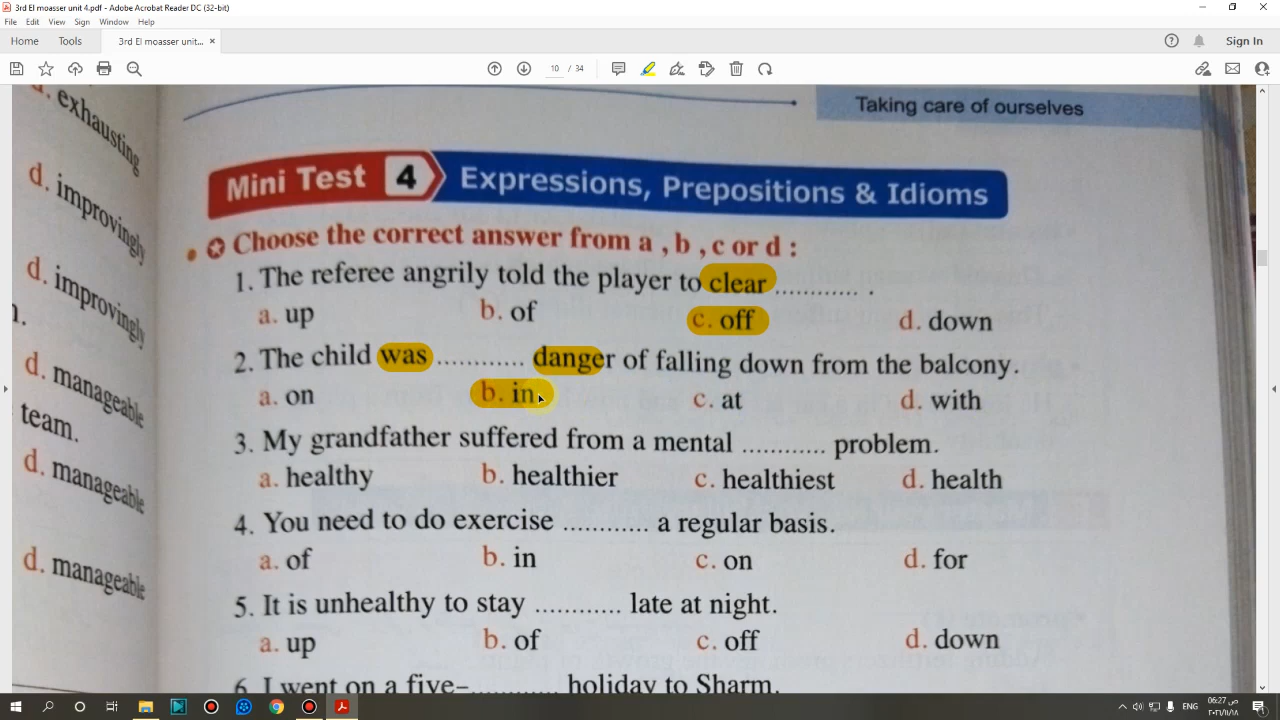 3rd El moasser unit 4.pdf - Adobe Acrobat Reader DC (32-bit)
File Edit View Sign Window Help
Home Tools 3rd El moasser unit... × Sign In
10 / 34
Taking care of ourselves
exhausting
d. improvingly
d. improvingly
d. manageable
team.
d. manageable
d. manageable
Mini Test 4 Expressions, Prepositions & Idioms
Choose the correct answer from a , b , c or d :
1. The referee angrily told the player to clear ............ .
a. up b. of c. off d. down
2. The child was ............ danger of falling down from the balcony.
a. on b. in c. at d. with
3. My grandfather suffered from a mental ............ problem.
a. healthy b. healthier c. healthiest d. health
4. You need to do exercise ............ a regular basis.
a. of b. in c. on d. for
5. It is unhealthy to stay ............ late at night.
a. up b. of c. off d. down
6. I went on a five-............ holiday to Sharm.
ENG
06:27 ص